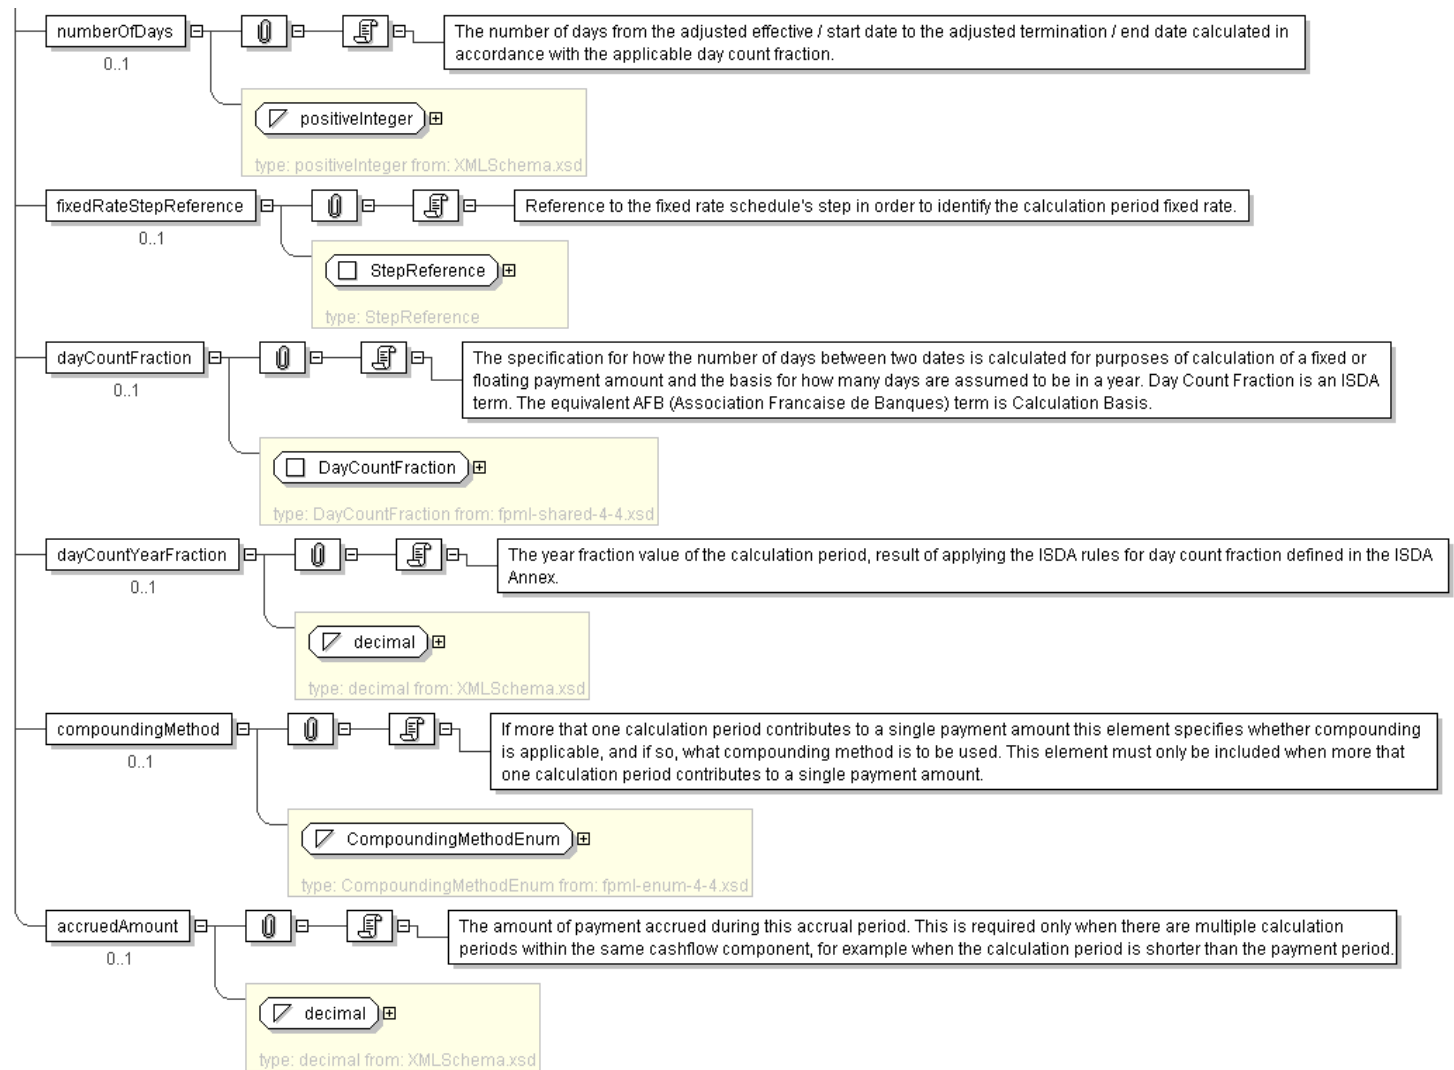 numberOfDays
The number of days from the adjusted effective / start date to the adjusted termination / end date calculated in
accordance with the applicable day count fraction.
0..1
positiveInteger
type: positiveInteger from: XMLSchema.xsd
fixedRateStepReference
Reference to the fixed rate schedule's step in order to identify the calculation period fixed rate.
0..1
StepReference
type: StepReference
dayCountFraction
The specification for how the number of days between two dates is calculated for purposes of calculation of a fixed or
floating payment amount and the basis for how many days are assumed to be in a year. Day Count Fraction is an ISDA
term. The equivalent AFB (Association Francaise de Banques) term is Calculation Basis.
0..1
DayCountFraction
type: DayCountFraction from: fpml-shared-4-4.xsd
dayCountYearFraction
The year fraction value of the calculation period, result of applying the ISDA rules for day count fraction defined in the ISDA
Annex.
0..1
decimal
type: decimal from: XMLSchema.xsd
compoundingMethod
If more that one calculation period contributes to a single payment amount this element specifies whether compounding
is applicable, and if so, what compounding method is to be used. This element must only be included when more that
one calculation period contributes to a single payment amount.
0..1
CompoundingMethodEnum
type: CompoundingMethodEnum from: fpml-enum-4-4.xsd
accruedAmount
The amount of payment accrued during this accrual period. This is required only when there are multiple calculation
periods within the same cashflow component, for example when the calculation period is shorter than the payment period.
0..1
decimal
type: decimal from: XMLSchema.xsd